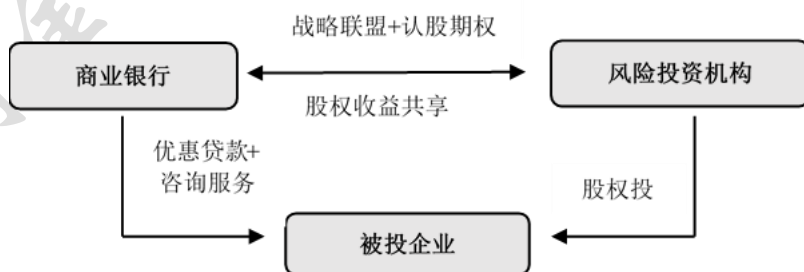 战略联盟+认股期权
商业银行
风险投资机构
股权收益共享
优惠贷款+
咨询服务
股权投
被投企业